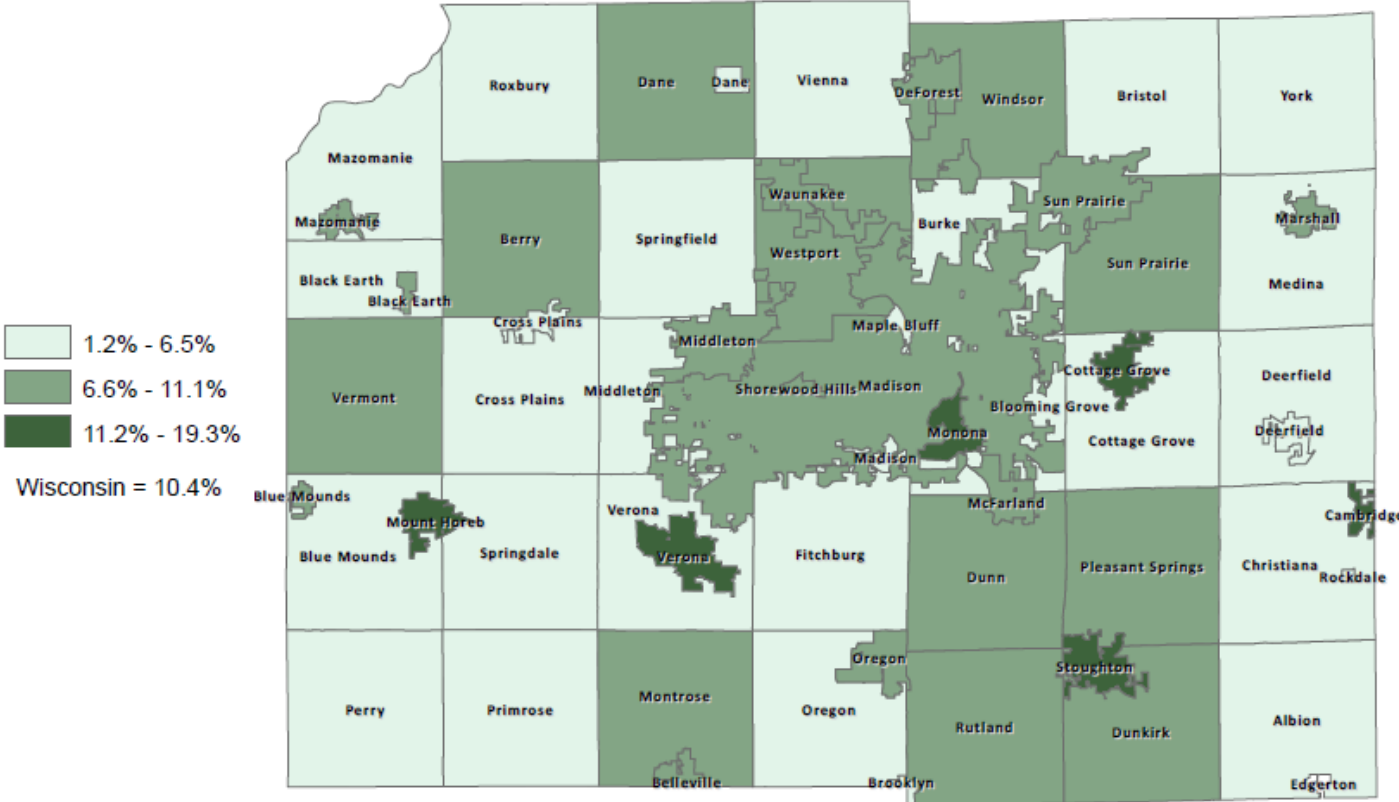 Roxbury
Dane
Dane
Vienna
DeForest
Windsor
Bristol
York
Mazomanie
Mazomanie
Berry
Springfield
Waunakee
Westport
Burke
Sun Prairie
Sun Prairie
Marshall
Medina
Black Earth
Black Earth
Cross Plains
Middleton
Maple Bluff
1.2% - 6.5%
6.6% - 11.1%
11.2% - 19.3%
Wisconsin = 10.4%
Vermont
Cross Plains
Middleton
Shorewood Hills
Madison
Blooming Grove
Cottage Grove
Deerfield
Monona
Madison
Cottage Grove
Deerfield
Blue Mounds
Mount Horeb
Blue Mounds
Springdale
Verona
Verona
Fitchburg
McFarland
Dunn
Pleasant Springs
Christiana
Cambridge
Rockdale
Perry
Primrose
Montrose
Oregon
Oregon
Stoughton
Rutland
Dunkirk
Albion
Belleville
Brooklyn
Edgerton